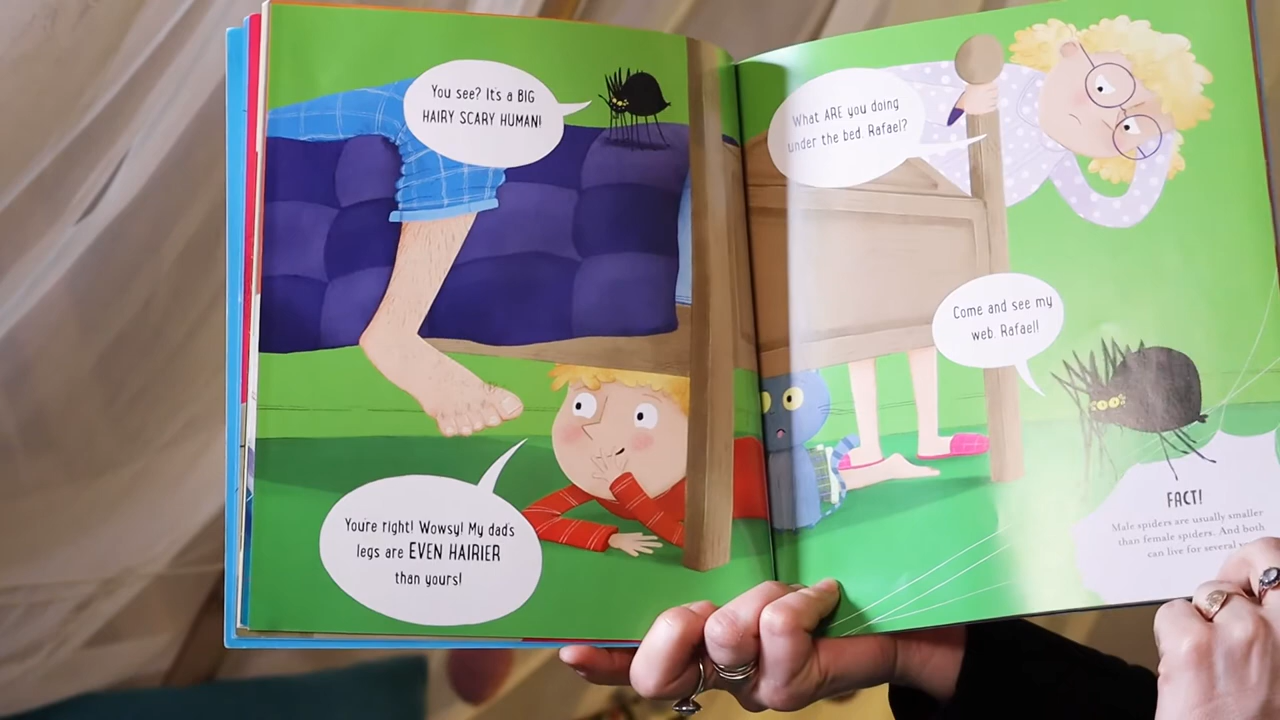 You see? It's a BIG
HAIRY SCARY HUMAN!
You're right! Wowsy! My dad's
legs are EVEN HAIRIER
than yours!
What ARE you doing
under the bed, Rafael?
Come and see my
web, Rafael!
FACT!
Male spiders are usually smaller
than female spiders. And both
can live for several